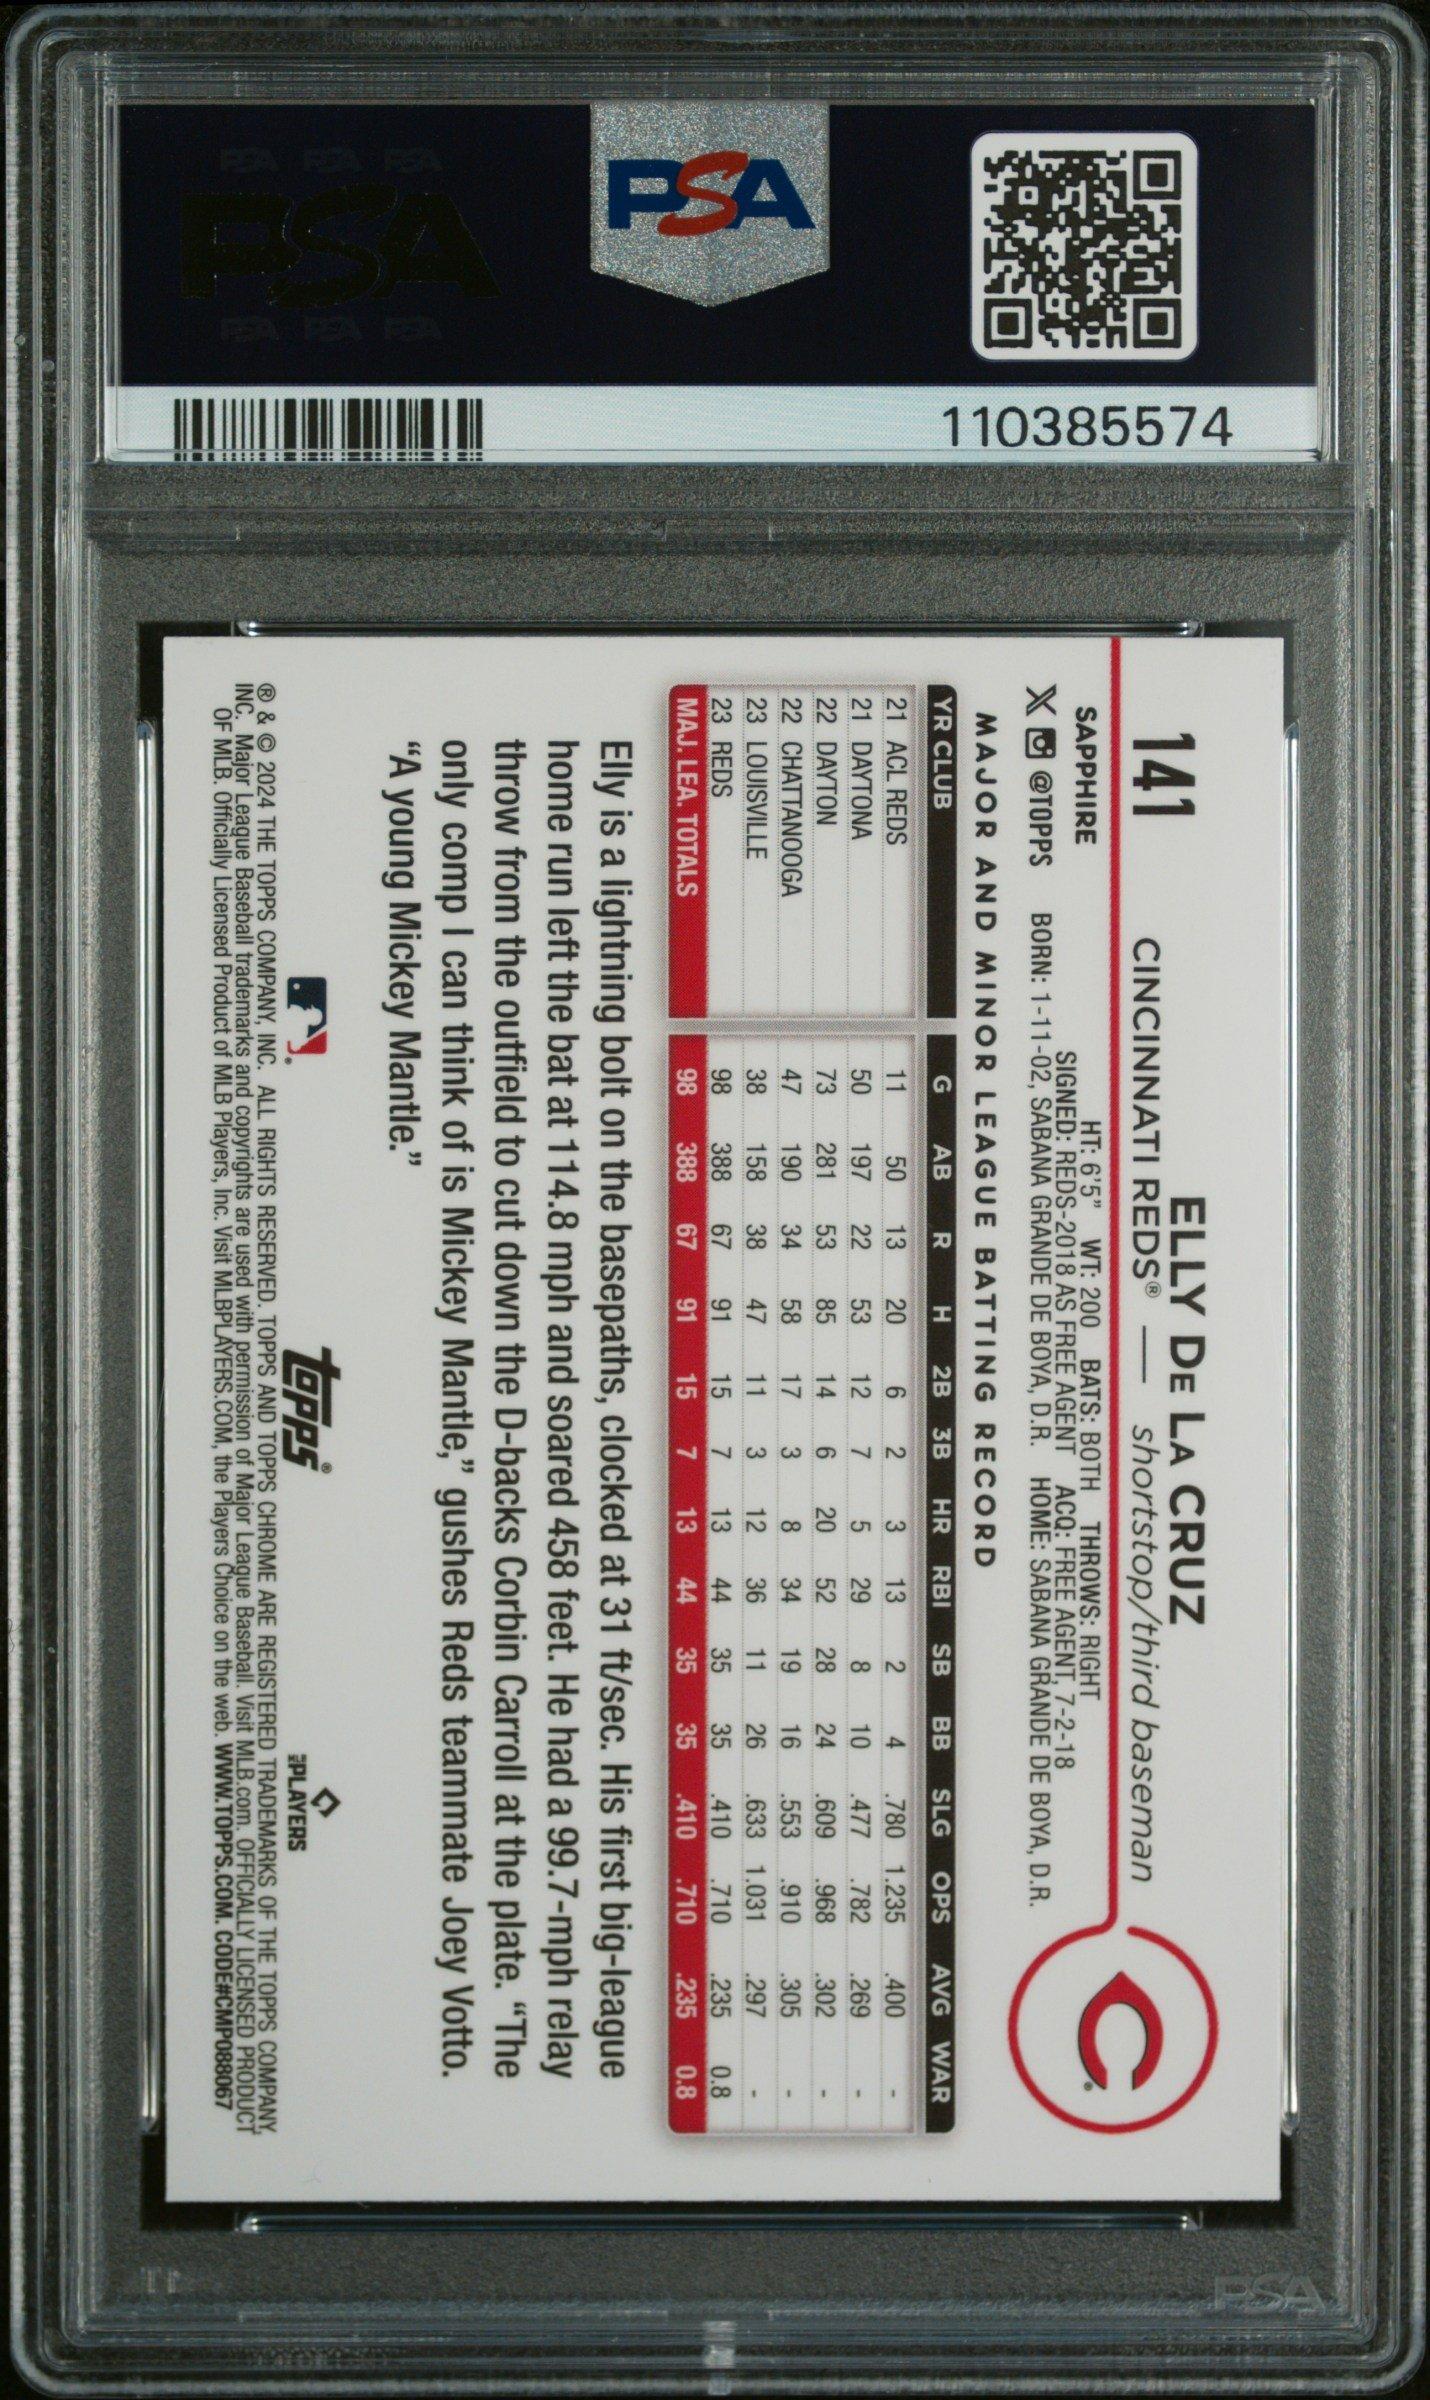 PSA PSA PSA
PSA
PSA PSA PSA
PSA
110385574
141
ELLY DE LA CRUZ
CINCINNATI REDS® — shortstop/third baseman
SAPPHIRE
HT: 6'5" WT: 200 BATS: BOTH THROWS: RIGHT
SIGNED: REDS-2018 AS FREE AGENT ACQ: FREE AGENT, 7-2-18
@TOPPS BORN: 1-11-02, SABANA GRANDE DE BOYA, D.R. HOME: SABANA GRANDE DE BOYA, D.R.
C®
MAJOR AND MINOR LEAGUE BATTING RECORD
YR CLUB G AB R H 2B 3B HR RBI SB BB SLG OPS AVG WAR
21 ACL REDS 11 50 13 20 6 2 3 13 2 4 .780 1.235 .400 -
21 DAYTONA 50 197 22 53 12 7 5 29 8 10 .477 .782 .269 -
22 DAYTON 73 281 53 85 14 6 20 52 28 24 .609 .968 .302 -
22 CHATTANOOGA 47 190 34 58 17 3 8 34 19 16 .553 .910 .305 -
23 LOUISVILLE 38 158 38 47 11 3 12 36 11 26 .633 1.031 .297 -
23 REDS 98 388 67 91 15 7 13 44 35 35 .410 .710 .235 0.8
MAJ. LEA. TOTALS 98 388 67 91 15 7 13 44 35 35 .410 .710 .235 0.8
Elly is a lightning bolt on the basepaths, clocked at 31 ft/sec. His first big-league
home run left the bat at 114.8 mph and soared 458 feet. He had a 99.7-mph relay
throw from the outfield to cut down the D-backs Corbin Carroll at the plate. “The
only comp I can think of is Mickey Mantle,” gushes Reds teammate Joey Votto.
“A young Mickey Mantle.”
topps®
PLAYERS
® & © 2024 THE TOPPS COMPANY, INC. ALL RIGHTS RESERVED. TOPPS AND TOPPS CHROME ARE REGISTERED TRADEMARKS OF THE TOPPS COMPANY,
INC. Major League Baseball trademarks and copyrights are used with permission of Major League Baseball. Visit MLB.com. OFFICIALLY LICENSED PRODUCT
OF MLB. Officially Licensed Product of MLB Players, Inc. Visit MLBPLAYERS.COM, the Players Choice on the web. WWW.TOPPS.COM. CODE#CMP088067
PSA